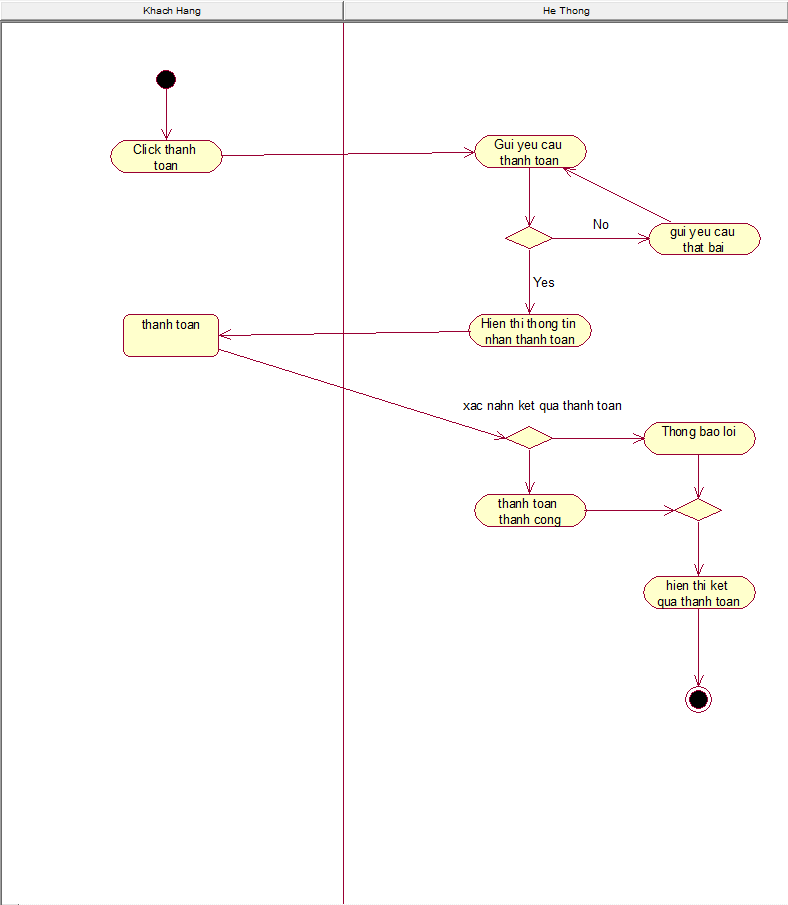 Khach Hang
He Thong
Click thanh
toan
Gui yeu cau
thanh toan
No
gui yeu cau
that bai
Yes
thanh toan
Hien thi thong tin
nhan thanh toan
xac nahn ket qua thanh toan
Thong bao loi
thanh toan
thanh cong
hien thi ket
qua thanh toan